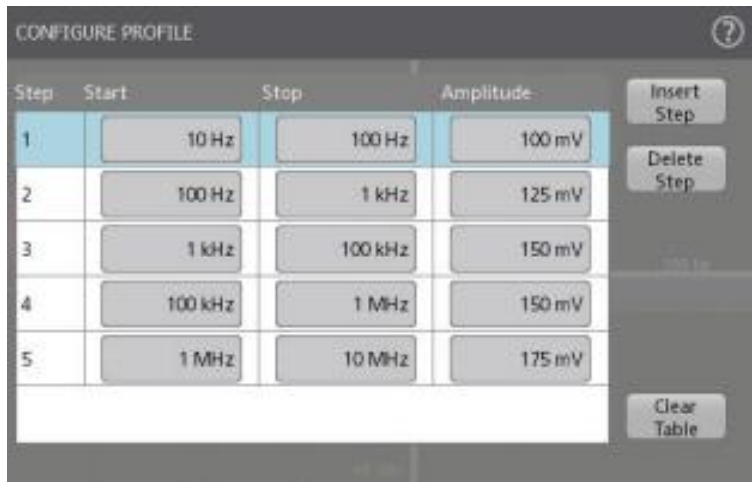 CONFIGURE PROFILE ?
Step Start Stop Amplitude
Insert
Step
1 10 Hz 100 Hz 100 mV
Delete
Step
2 100 Hz 1 kHz 125 mV
3 1 kHz 100 kHz 150 mV
4 100 kHz 1 MHz 150 mV
5 1 MHz 10 MHz 175 mV
Clear
Table